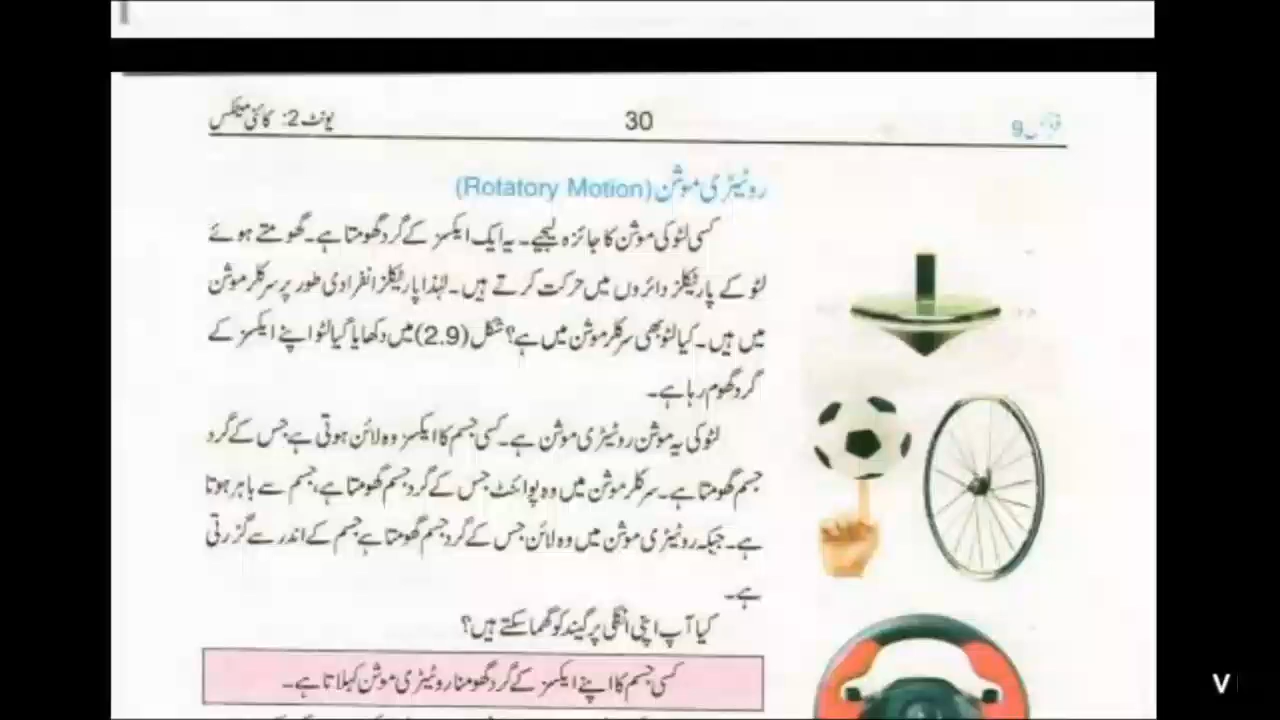 فزکس 9
30
یونٹ 2: کائنی میٹکس
روٹیٹری موشن (Rotatory Motion)
کسی لٹو کی موشن کا جائزہ لیجیے۔ یہ ایک ایکسز کے گرد گھومتا ہے۔ گھومتے ہوئے
لٹو کے پارٹیکلز دائروں میں حرکت کرتے ہیں۔ لہٰذا پارٹیکلز انفرادی طور پر سرکلر موشن
میں ہیں۔ کیا لٹو بھی سرکلر موشن میں ہے؟ شکل (2.9) میں دکھایا گیا لٹو اپنے ایکسز کے
گرد گھوم رہا ہے۔
لٹو کی یہ موشن روٹیٹری موشن ہے۔ کسی جسم کا ایکسز وہ لائن ہوتی ہے جس کے گرد
جسم گھومتا ہے۔ سرکلر موشن میں وہ پوائنٹ جس کے گرد جسم گھومتا ہے، جسم سے باہر ہوتا
ہے۔ جبکہ روٹیٹری موشن میں وہ لائن جس کے گرد جسم گھومتا ہے جسم کے اندر سے گزرتی
ہے۔
کیا آپ اپنی انگلی پر گیند کو گھما سکتے ہیں؟
کسی جسم کا اپنے ایکسز کے گرد گھومنا روٹیٹری موشن کہلاتا ہے۔
V